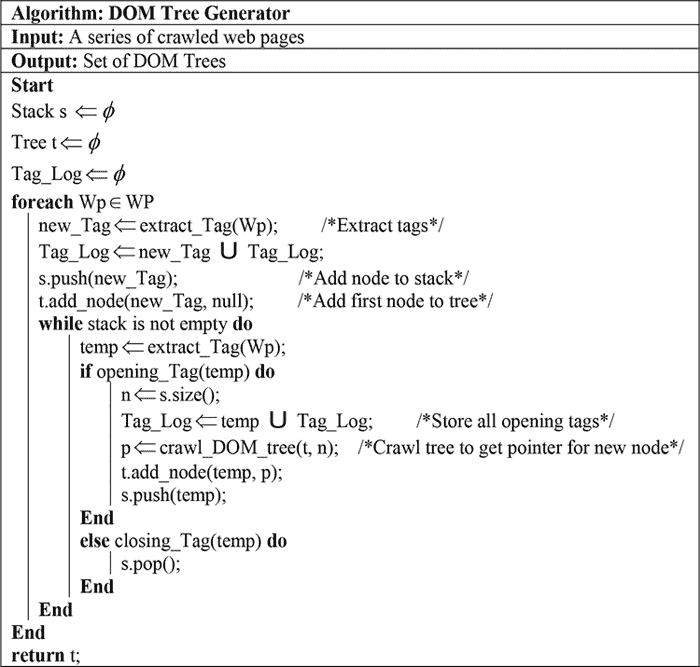 Algorithm: DOM Tree Generator
Input: A series of crawled web pages
Output: Set of DOM Trees
Start
Stack s ⇐ ϕ
Tree t ⇐ ϕ
Tag_Log ⇐ ϕ
foreach Wp ∈ WP
new_Tag ⇐ extract_Tag(Wp); /*Extract tags*/
Tag_Log ⇐ new_Tag ∪ Tag_Log;
s.push(new_Tag); /*Add node to stack*/
t.add_node(new_Tag, null); /*Add first node to tree*/
while stack is not empty do
temp ⇐ extract_Tag(Wp);
if opening_Tag(temp) do
n ⇐ s.size();
Tag_Log ⇐ temp ∪ Tag_Log; /*Store all opening tags*/
p ⇐ crawl_DOM_tree(t, n); /*Crawl tree to get pointer for new node*/
t.add_node(temp, p);
s.push(temp);
End
else closing_Tag(temp) do
s.pop();
End
End
End
return t;